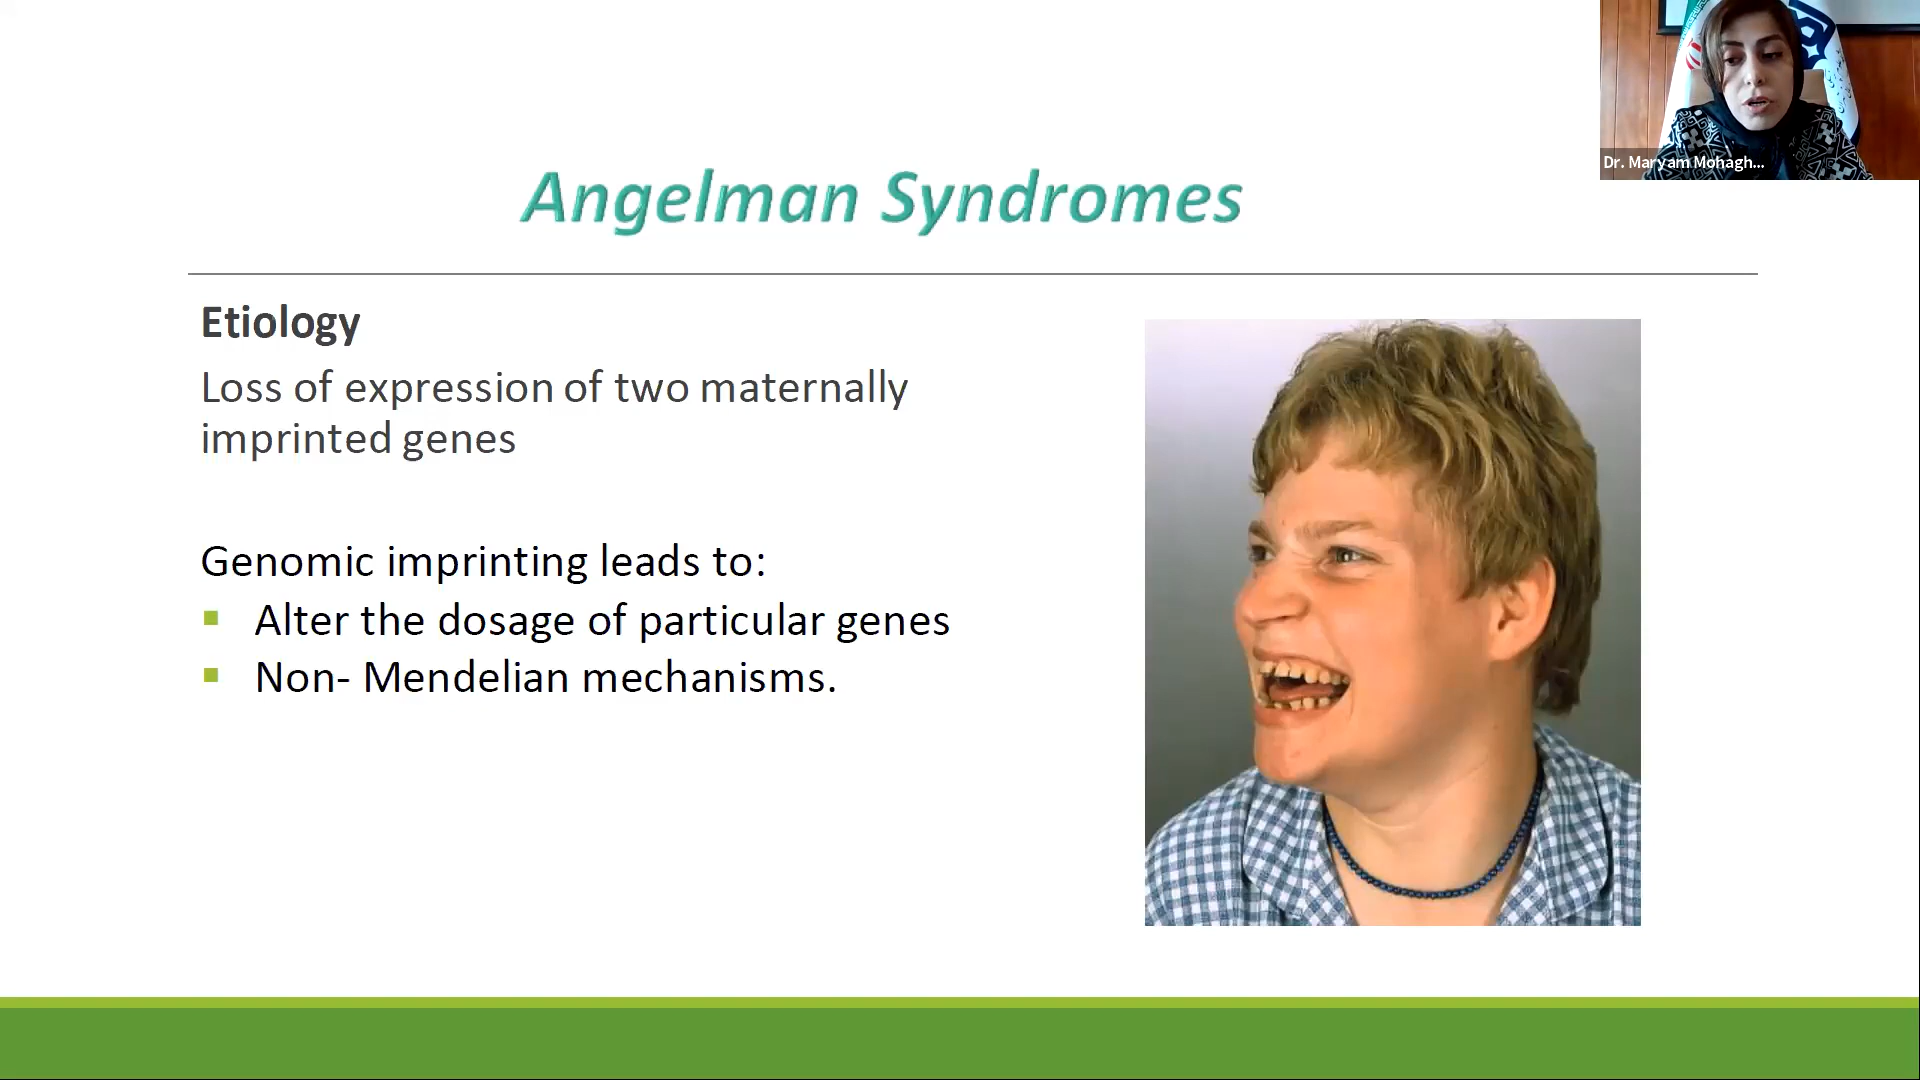 Dr. Maryam Mohagh...
Angelman Syndromes
Etiology
Loss of expression of two maternally
imprinted genes
Genomic imprinting leads to:
Alter the dosage of particular genes
Non- Mendelian mechanisms.